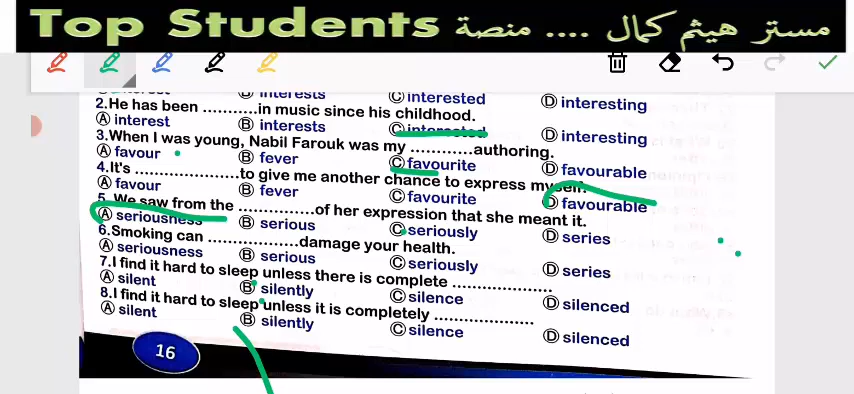 Top Students مستر هيثم كمال .... منصة
interest Ⓑ interests Ⓒ interested Ⓓ interesting
2.He has been ...........in music since his childhood.
Ⓐ interest Ⓑ interests Ⓒ interested Ⓓ interesting
3.When I was young, Nabil Farouk was my ............authoring.
Ⓐ favour Ⓑ fever Ⓒ favourite Ⓓ favourable
4.It's ....................to give me another chance to express myself.
Ⓐ favour Ⓑ fever Ⓒ favourite Ⓓ favourable
5. We saw from the ..............of her expression that she meant it.
Ⓐ seriousness Ⓑ serious Ⓒ seriously Ⓓ series
6.Smoking can .................damage your health.
Ⓐ seriousness Ⓑ serious Ⓒ seriously Ⓓ series
7.I find it hard to sleep unless there is complete ...................
Ⓐ silent Ⓑ silently Ⓒ silence Ⓓ silenced
8.I find it hard to sleep unless it is completely ...................
Ⓐ silent Ⓑ silently Ⓒ silence Ⓓ silenced
16